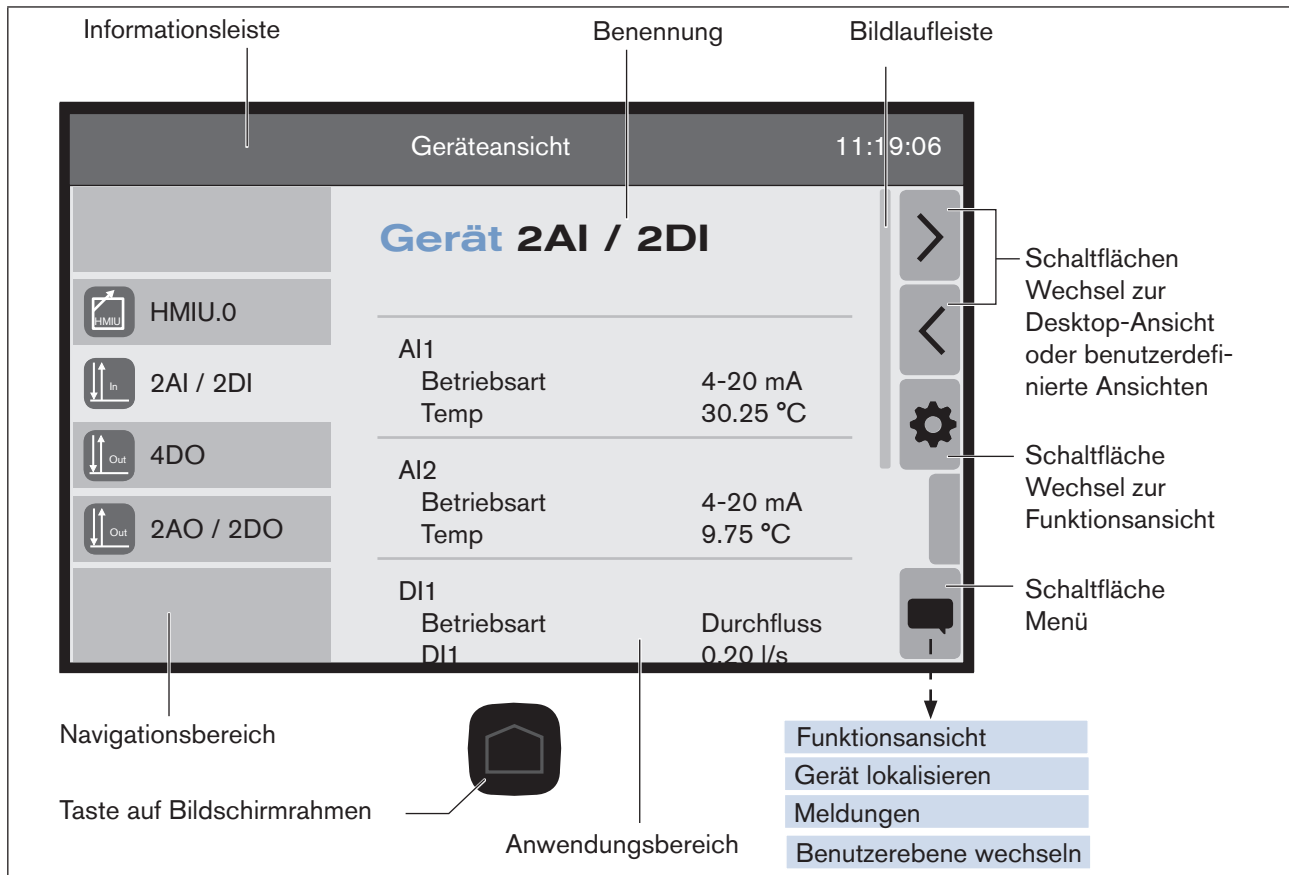 Informationsleiste
Benennung
Bildlaufleiste
Geräteansicht
11:19:06
Gerät 2AI / 2DI
HMIU
HMIU.0
In
2AI / 2DI
Out
4DO
Out
2AO / 2DO
AI1
Betriebsart 4-20 mA
Temp 30.25 °C
AI2
Betriebsart 4-20 mA
Temp 9.75 °C
DI1
Betriebsart Durchfluss
DI1 0.20 l/s
Schaltflächen
Wechsel zur
Desktop-Ansicht
oder benutzerdefi-
nierte Ansichten
Schaltfläche
Wechsel zur
Funktionsansicht
Schaltfläche
Menü
Navigationsbereich
Taste auf Bildschirmrahmen
Anwendungsbereich
Funktionsansicht
Gerät lokalisieren
Meldungen
Benutzerebene wechseln